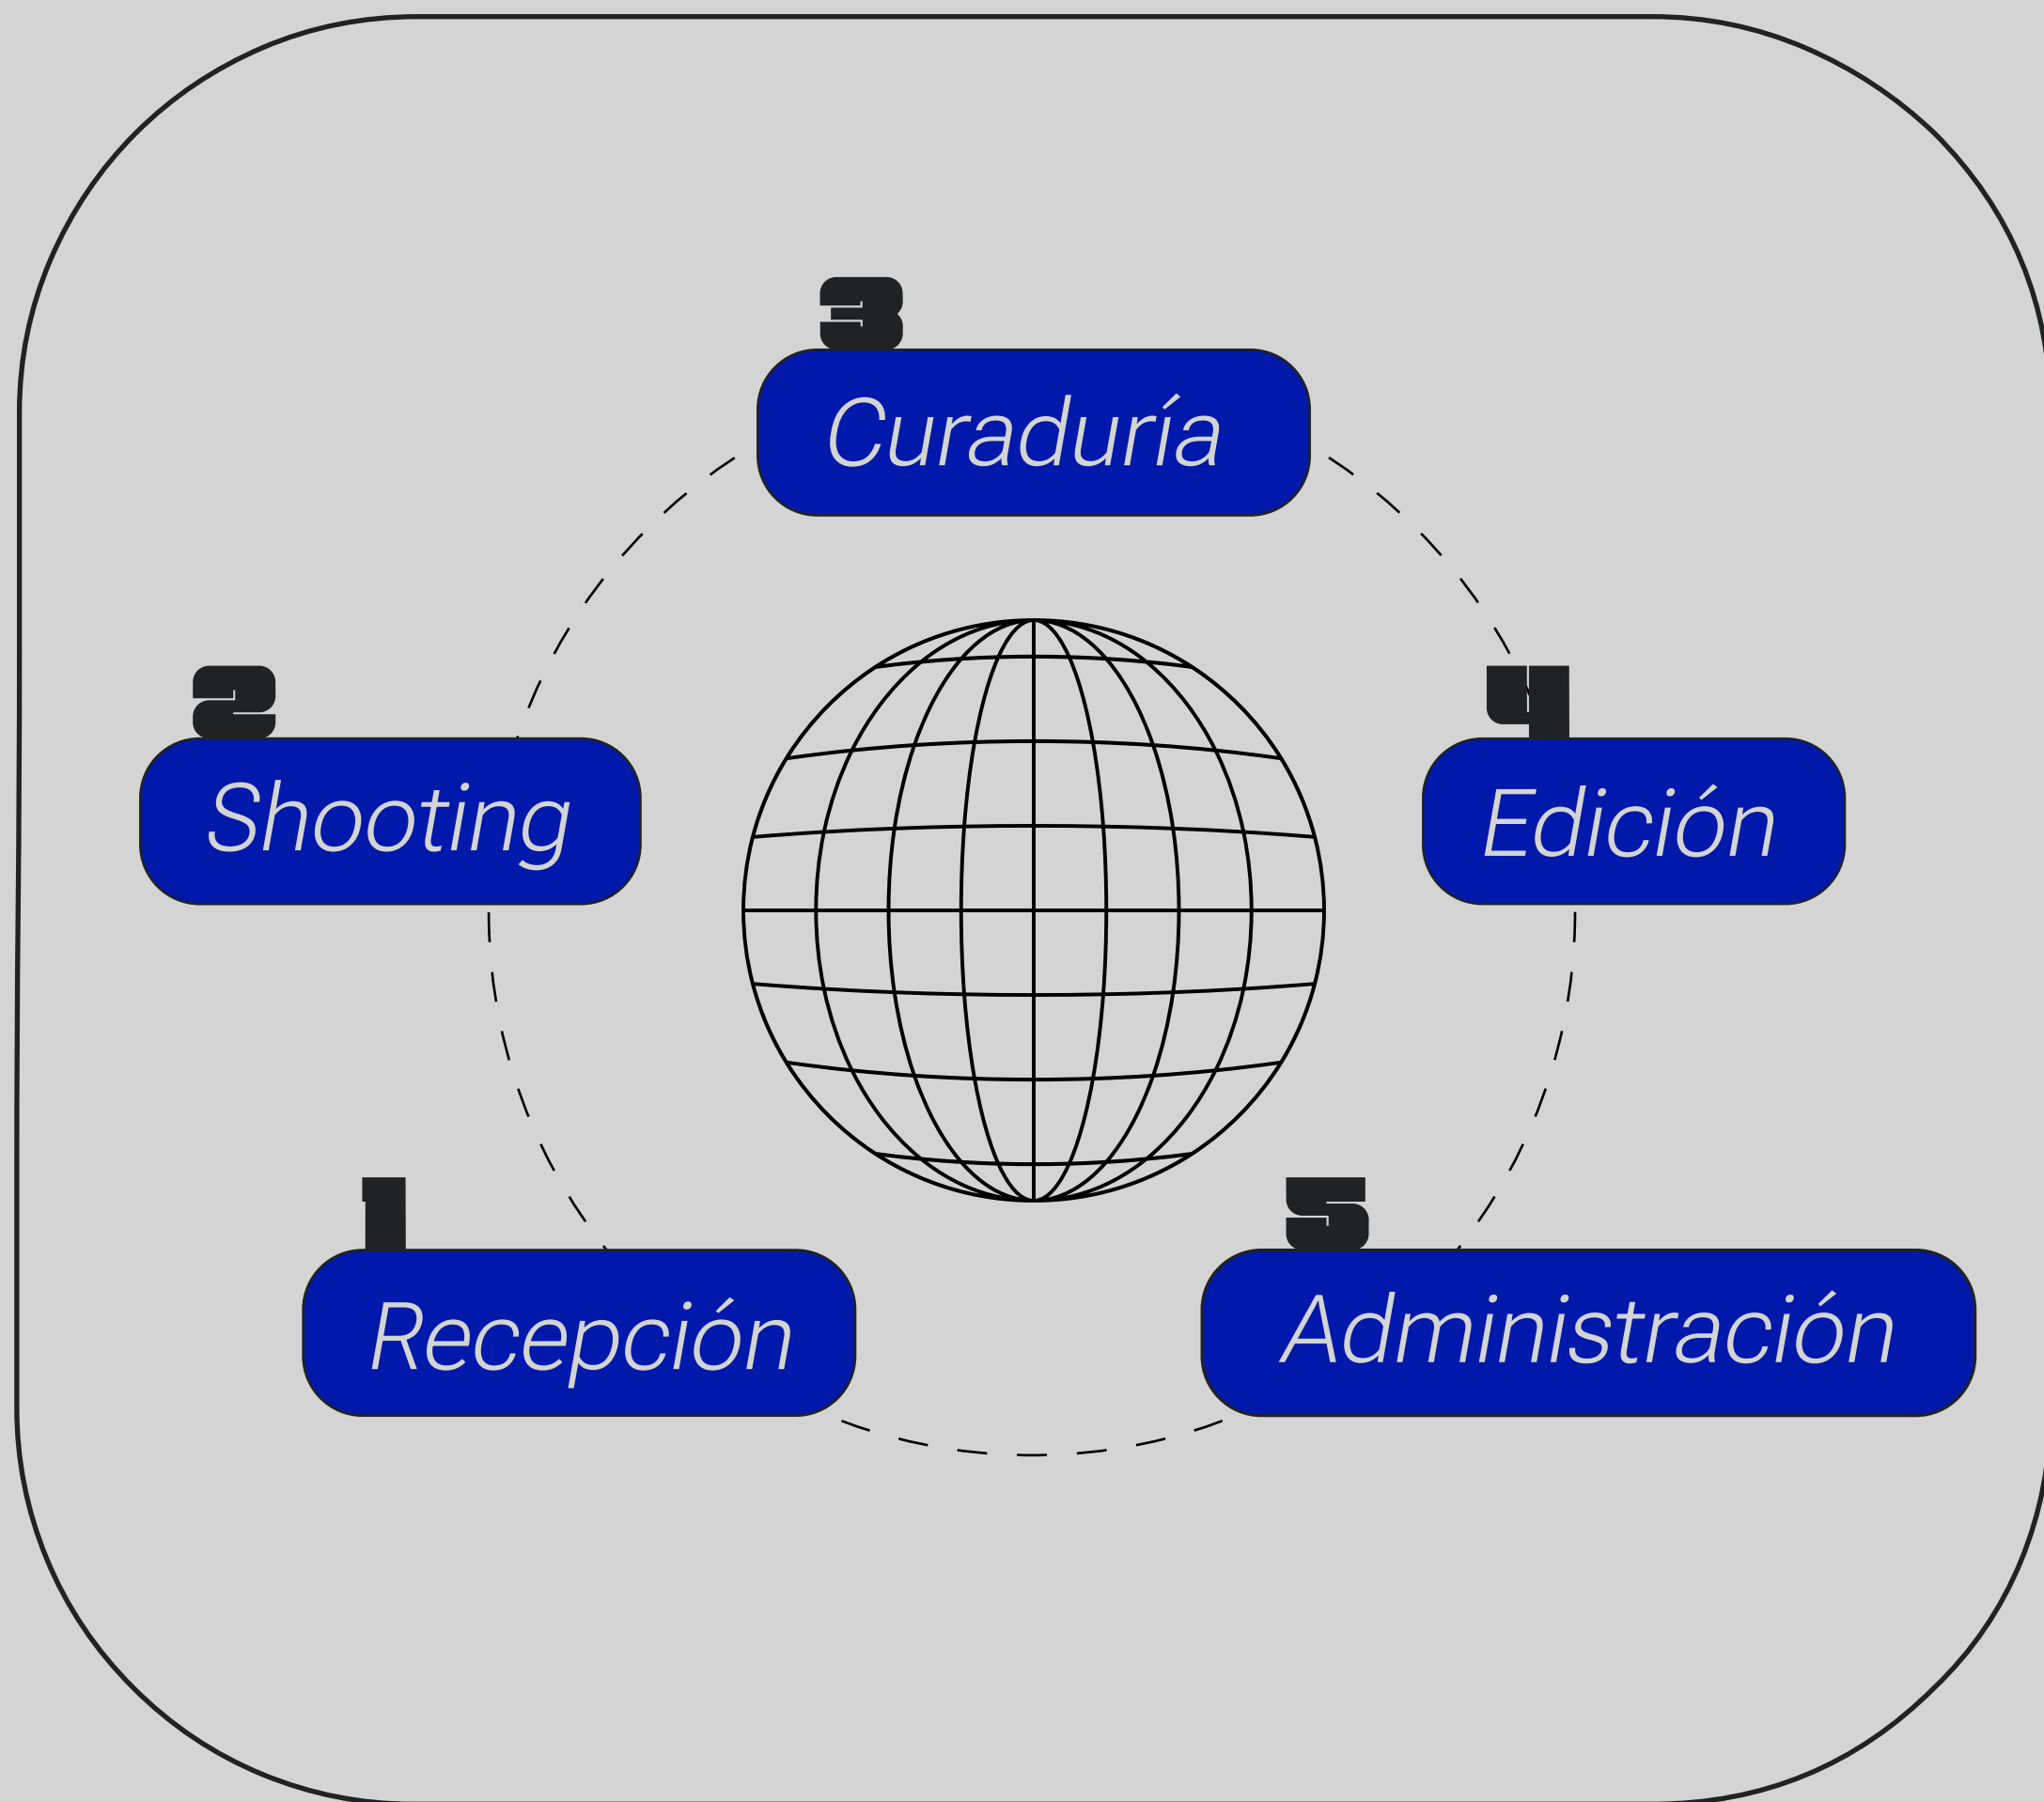 3
Curaduría
2
Shooting
4
Edición
1
Recepción
5
Administración